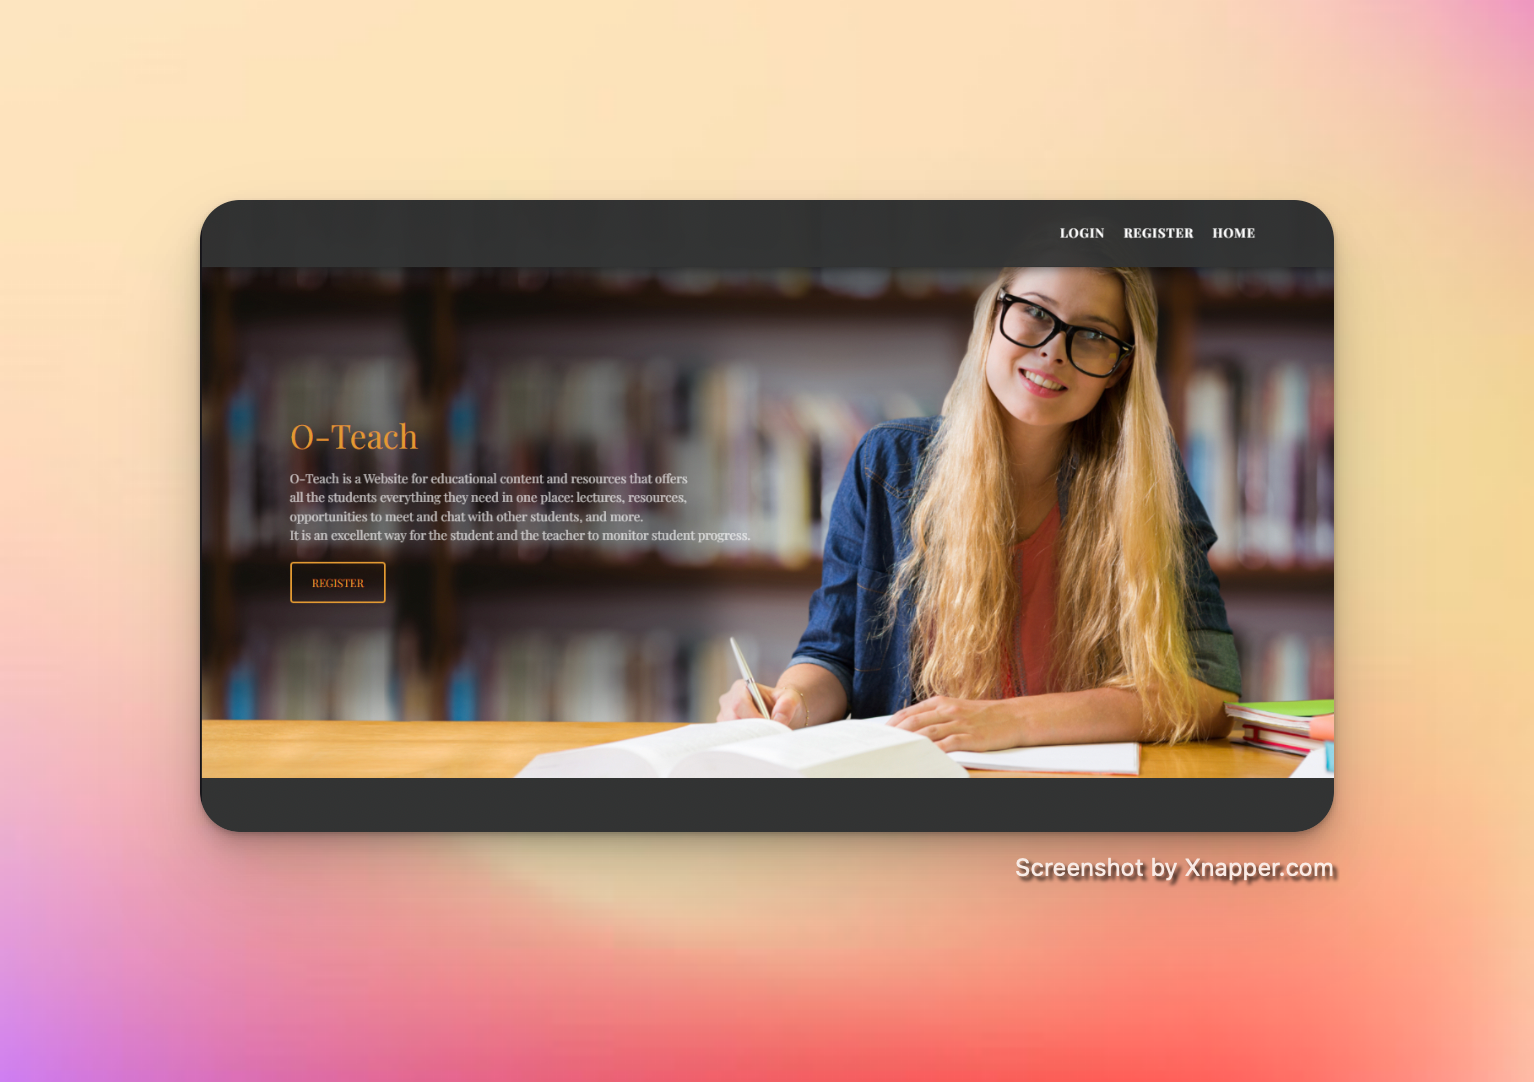 LOGIN REGISTER HOME
O-Teach
O-Teach is a Website for educational content and resources that offers
all the students everything they need in one place: lectures, resources,
opportunities to meet and chat with other students, and more.
It is an excellent way for the student and the teacher to monitor student progress.
REGISTER
Screenshot by Xnapper.com